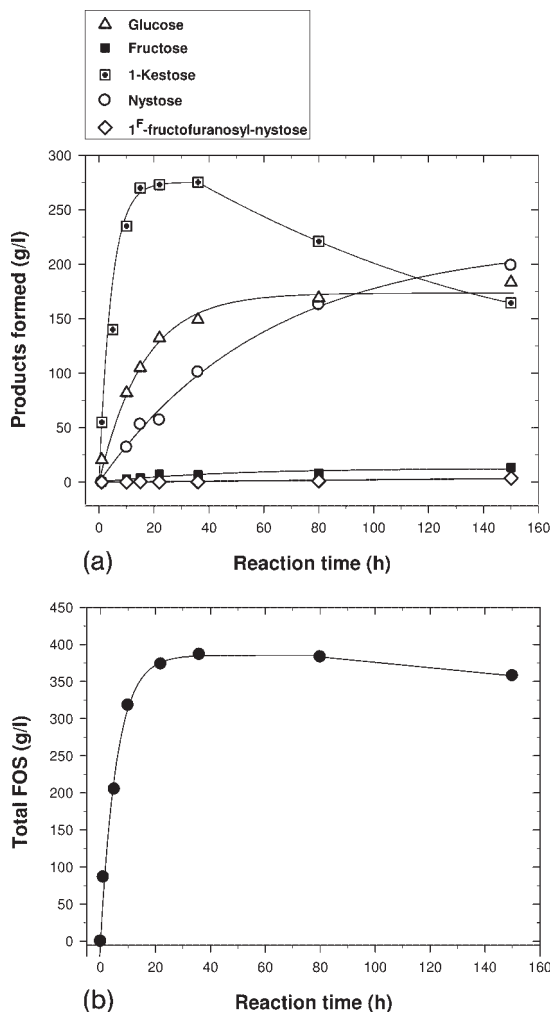 Glucose
Fructose
1-Kestose
Nystose
1F-fructofuranosyl-nystose
300
250
200
150
100
50
0
Products formed (g/l)
0 20 40 60 80 100 120 140 160
(a)
Reaction time (h)
450
400
350
300
250
200
150
100
50
0
Total FOS (g/l)
0 20 40 60 80 100 120 140 160
(b)
Reaction time (h)